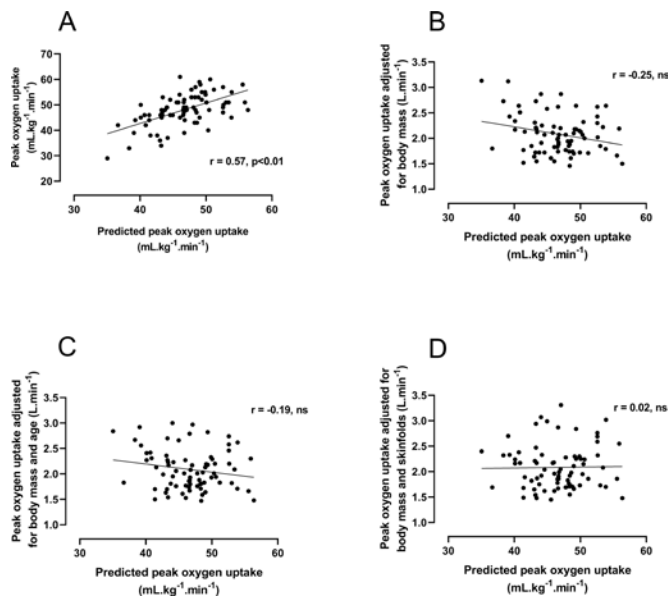 A
Peak oxygen uptake
(mL.kg⁻¹.min⁻¹)
70
60
50
40
30
20
r = 0.57, p<0.01
30
40
50
60
Predicted peak oxygen uptake
(mL.kg⁻¹.min⁻¹)
B
Peak oxygen uptake adjusted
for body mass (L.min⁻¹)
3.5
3.0
2.5
2.0
1.5
1.0
r = -0.25, ns
30
40
50
60
Predicted peak oxygen uptake
(mL.kg⁻¹.min⁻¹)
C
Peak oxygen uptake adjusted
for body mass and age (L.min⁻¹)
3.5
3.0
2.5
2.0
1.5
1.0
r = -0.19, ns
30
40
50
60
Predicted peak oxygen uptake
(mL.kg⁻¹.min⁻¹)
D
Peak oxygen uptake adjusted for
body mass and skinfolds (L.min⁻¹)
3.5
3.0
2.5
2.0
1.5
1.0
r = 0.02, ns
30
40
50
60
Predicted peak oxygen uptake
(mL.kg⁻¹.min⁻¹)